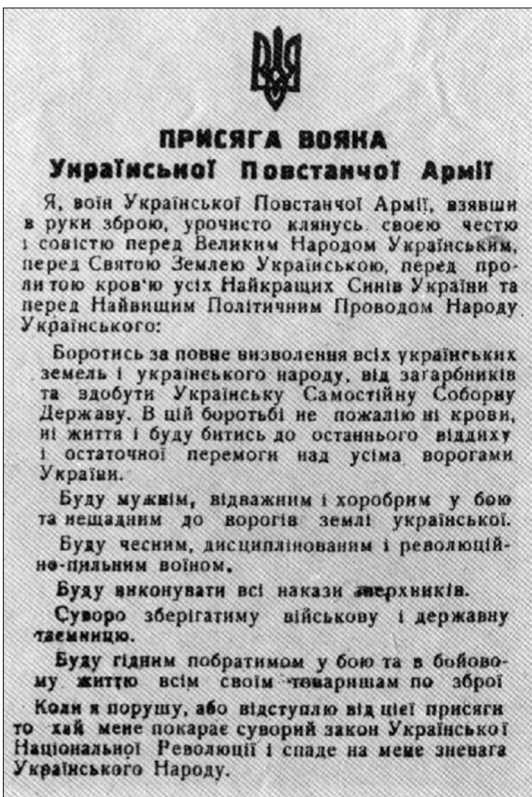 ПРИСЯГА ВОЯКА
Української Повстанчої Армії
Я, воїн Української Повстанчої Армії, взявши
в руки зброю, урочисто клянусь своєю честю
і совістю перед Великим Народом Українським,
перед Святою Землею Українською, перед про-
литою кров'ю усіх Найкращих Синів України та
перед Найвищим Політичним Проводом Народу
Українського:
Боротись за повне визволення всіх українських
земель і українського народу, від загарбників
та здобути Українську Самостійну Соборну
Державу. В цій боротьбі не пожалію ні крови,
ні життя і буду битись до останнього віддиху
і остаточної перемоги над усіма ворогами
України.
Буду мужнім, відважним і хоробрим у бою
та нещадним до ворогів землі української.
Буду чесним, дисциплінованим і революцій-
но-пильним воїном.
Буду виконувати всі накази зверхників.
Суворо зберігатиму військову і державну
таємницю.
Буду гідним побратимом у бою та в бойово-
му життю всім своїм товаришам по зброї
Коли я порушу, або відступлю від цієї присяги
то хай мене покарає суворий закон Української
Національної Революції і спаде на мене зневага
Українського Народу.